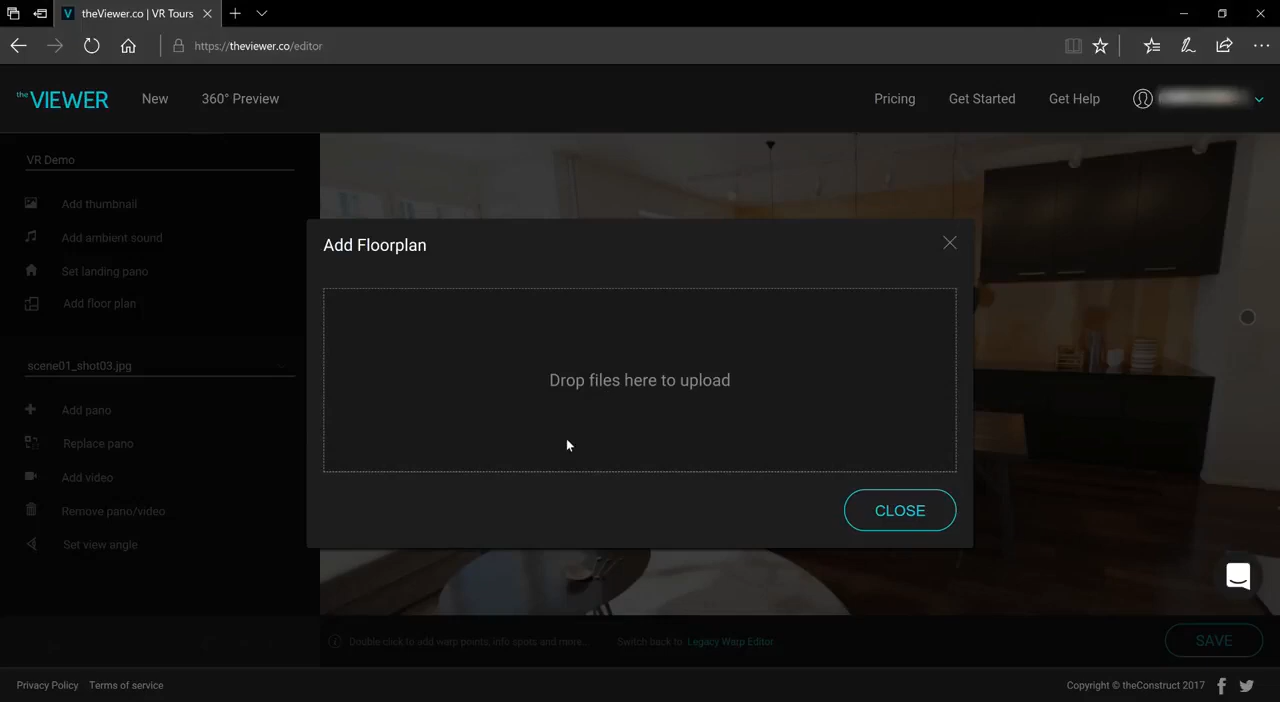 theViewer.co | VR Tours
https://theviewer.co/editor
the VIEWER
New
360° Preview
Pricing
Get Started
Get Help
VR Demo
Add thumbnail
Add ambient sound
Set landing pano
Add floor plan
scene01_shot03.jpg
Add pano
Replace pano
Add video
Remove pano/video
Set view angle
Add Floorplan
Drop files here to upload
CLOSE
Double click to add warp points, info spots and more...
Switch back to Legacy Warp Editor
SAVE
Privacy Policy
Terms of service
Copyright © theConstruct 2017